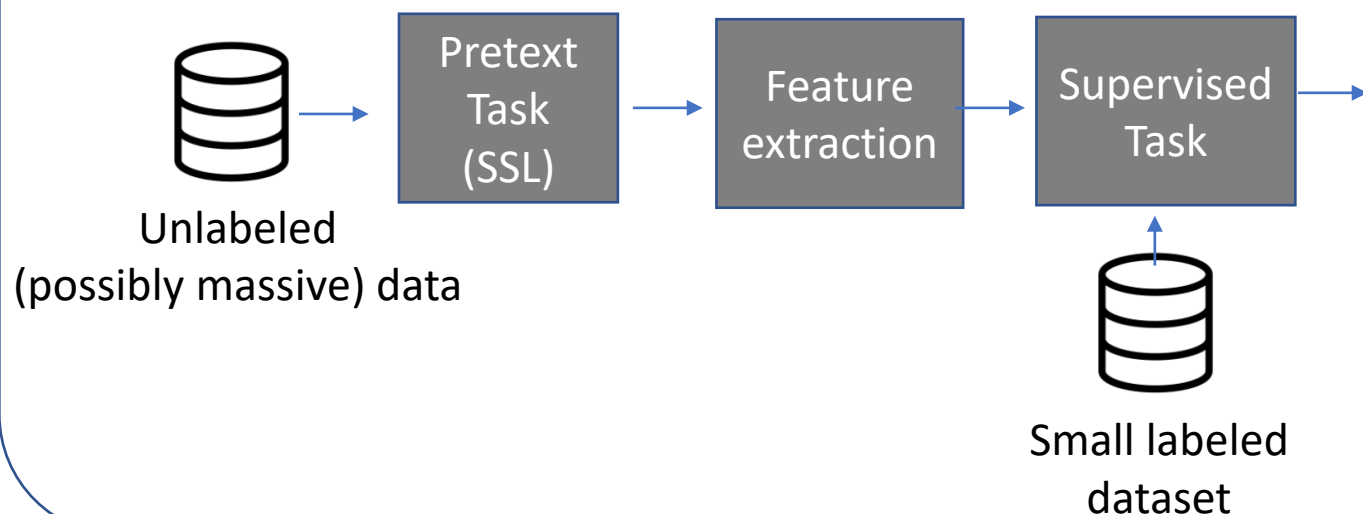 Pretext
Task
(SSL)
Feature
extraction
Supervised
Task
Unlabeled
(possibly massive) data
Small labeled
dataset